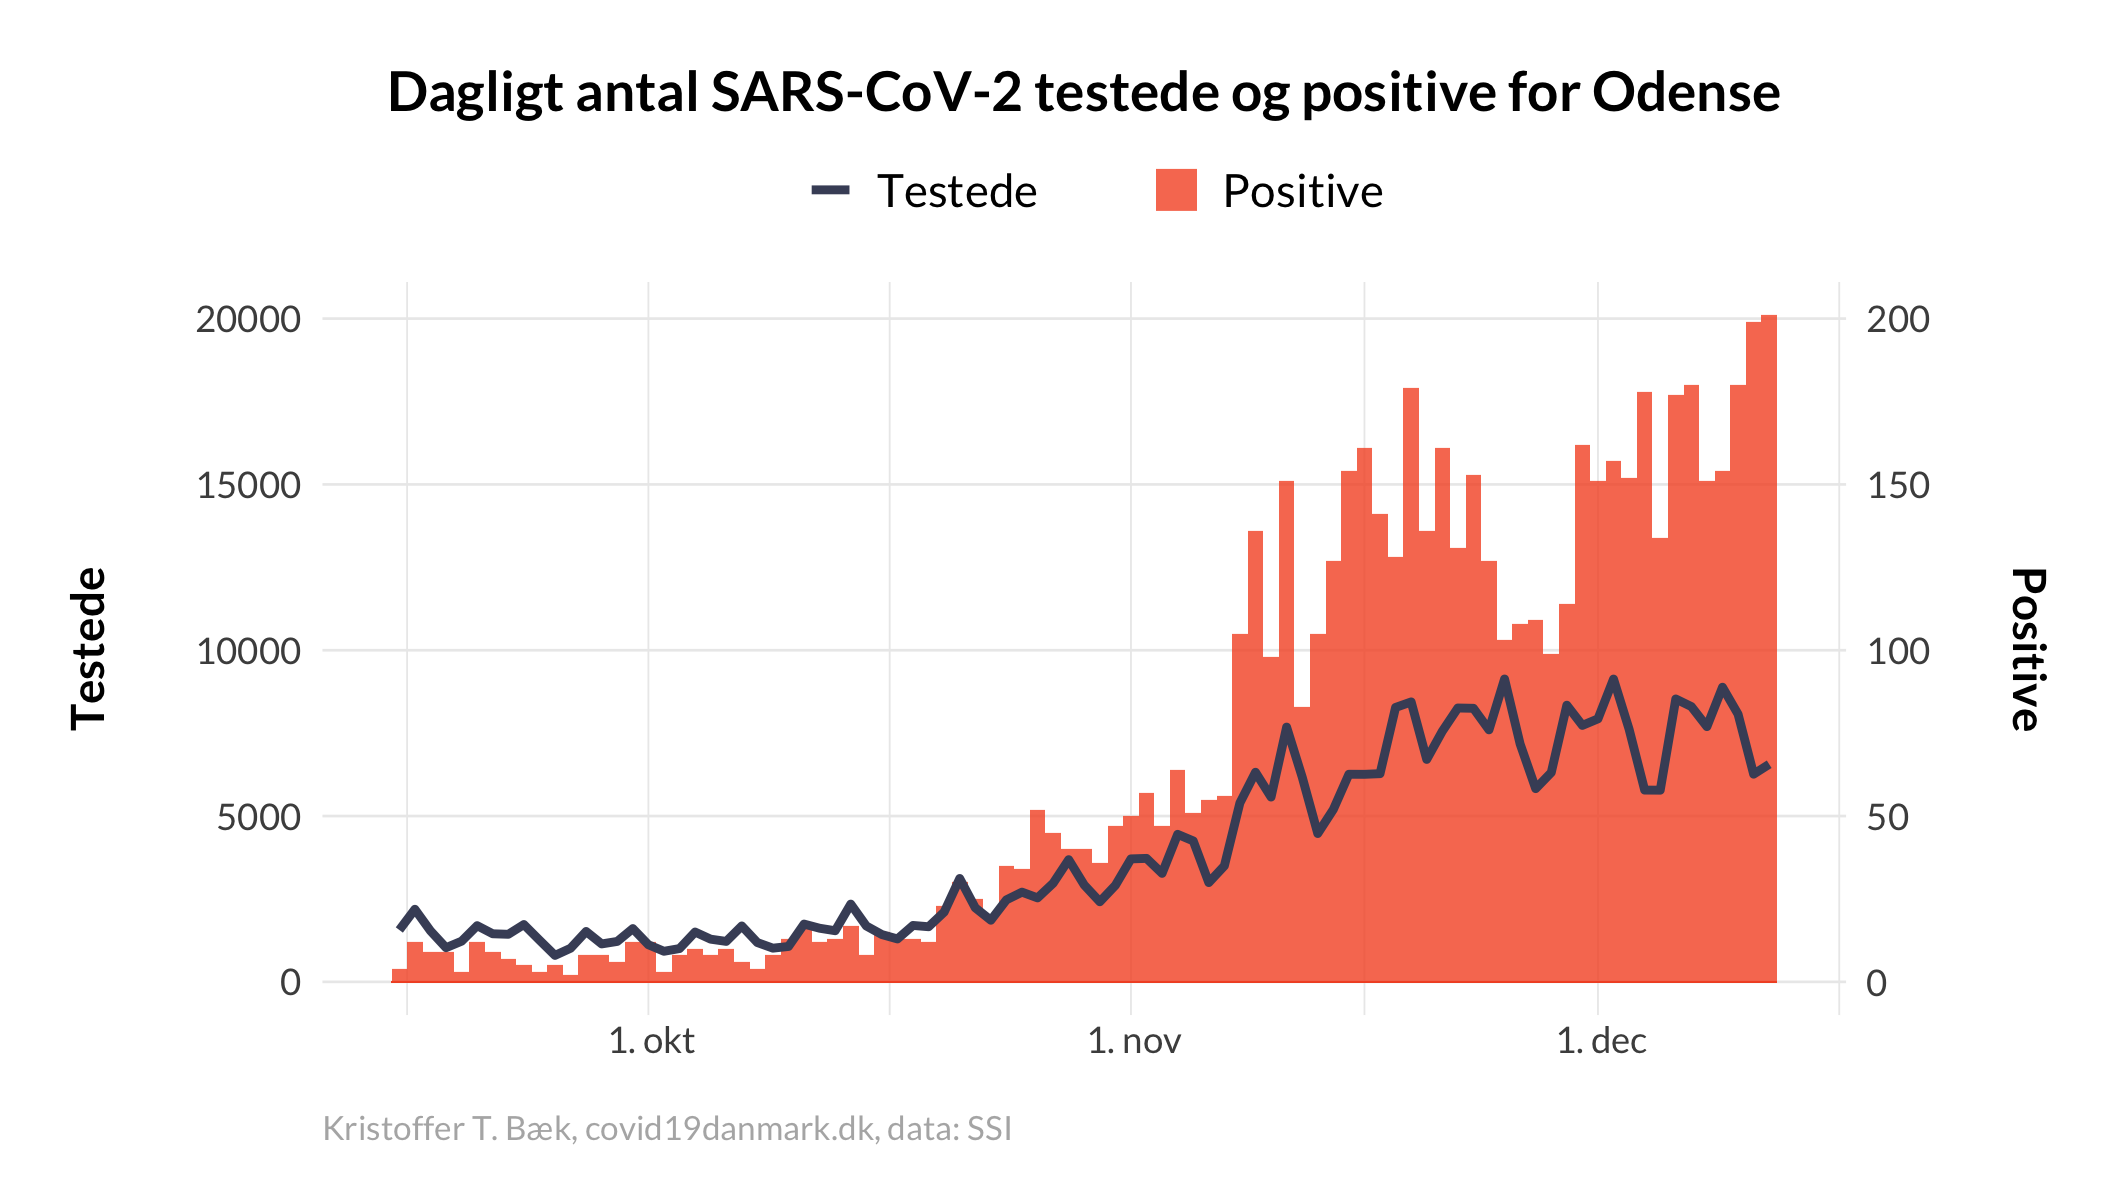 Dagligt antal SARS-CoV-2 testede og positive for Odense
Testede
Positive
20000
15000
10000
5000
0
Testede
200
150
100
50
0
Positive
1. okt
1. nov
1. dec
Kristoffer T. Bæk, covid19danmark.dk, data: SSI